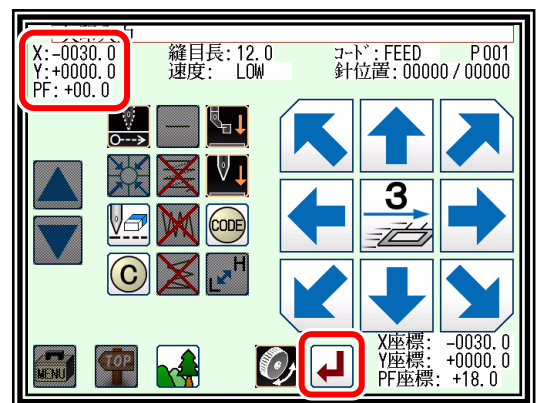 X:-0030.0 縫目長:12.0 コード:FEED P001
Y:+0000.0 速度: LOW 針位置:00000/00000
PF:+00.0
3
CODE
C
L H
MENU
TOP
X座標: -0030.0
Y座標: +0000.0
PF座標: +18.0